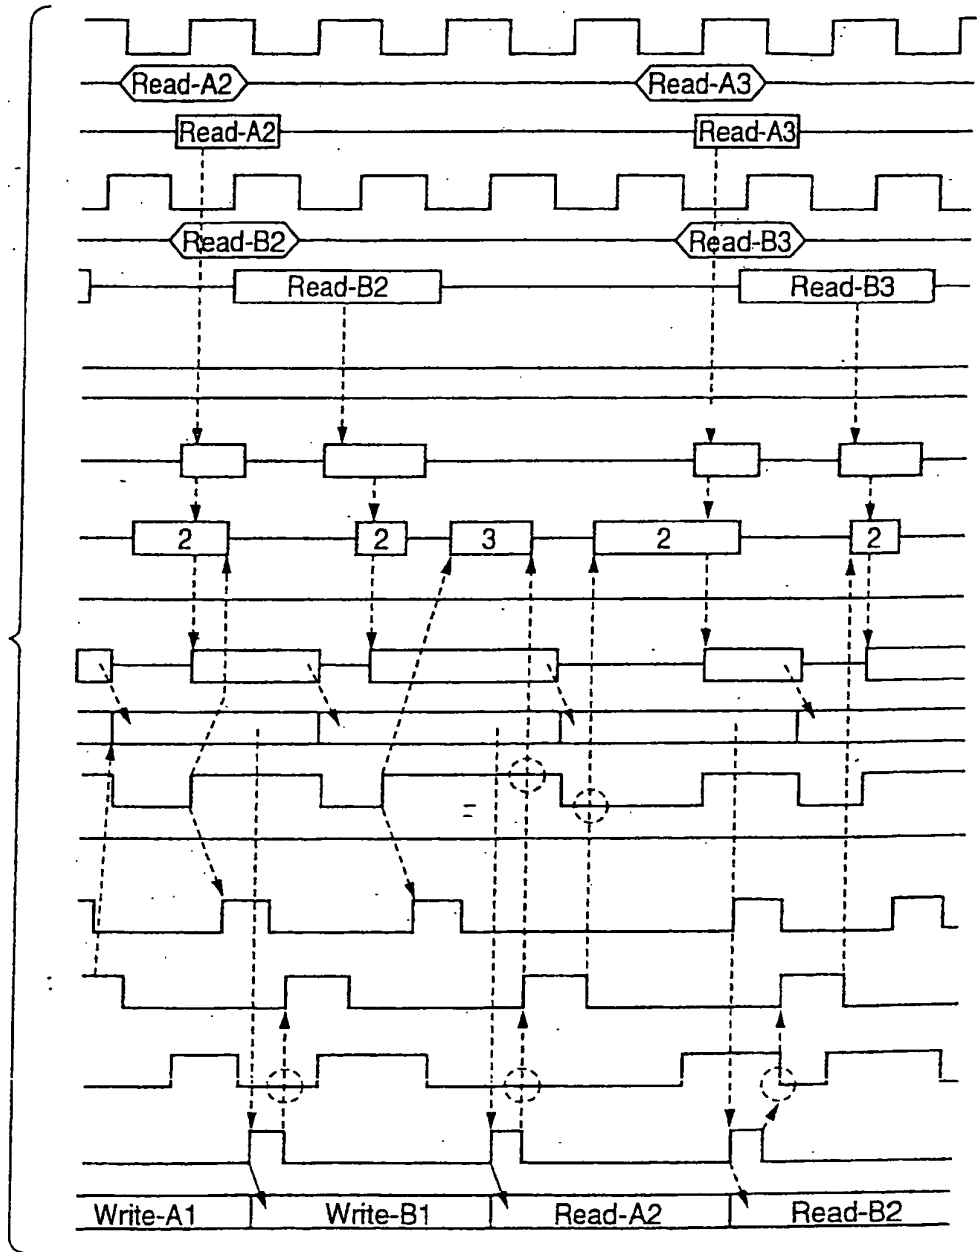 Read-A2 Read-A3
Read-A2 Read-A3
Read-B2 Read-B3
Read-B2 Read-B3
2 2 3 2 2
Write-A1 Write-B1 Read-A2 Read-B2